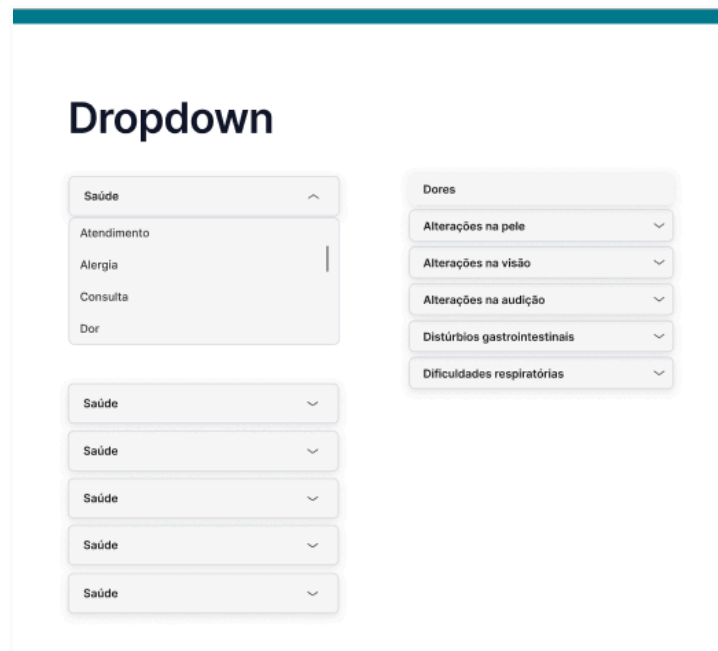 Dropdown
Saúde
Atendimento
Alergia
Consulta
Dor
Saúde
Saúde
Saúde
Saúde
Saúde
Dores
Alterações na pele
Alterações na visão
Alterações na audição
Distúrbios gastrointestinais
Dificuldades respiratórias